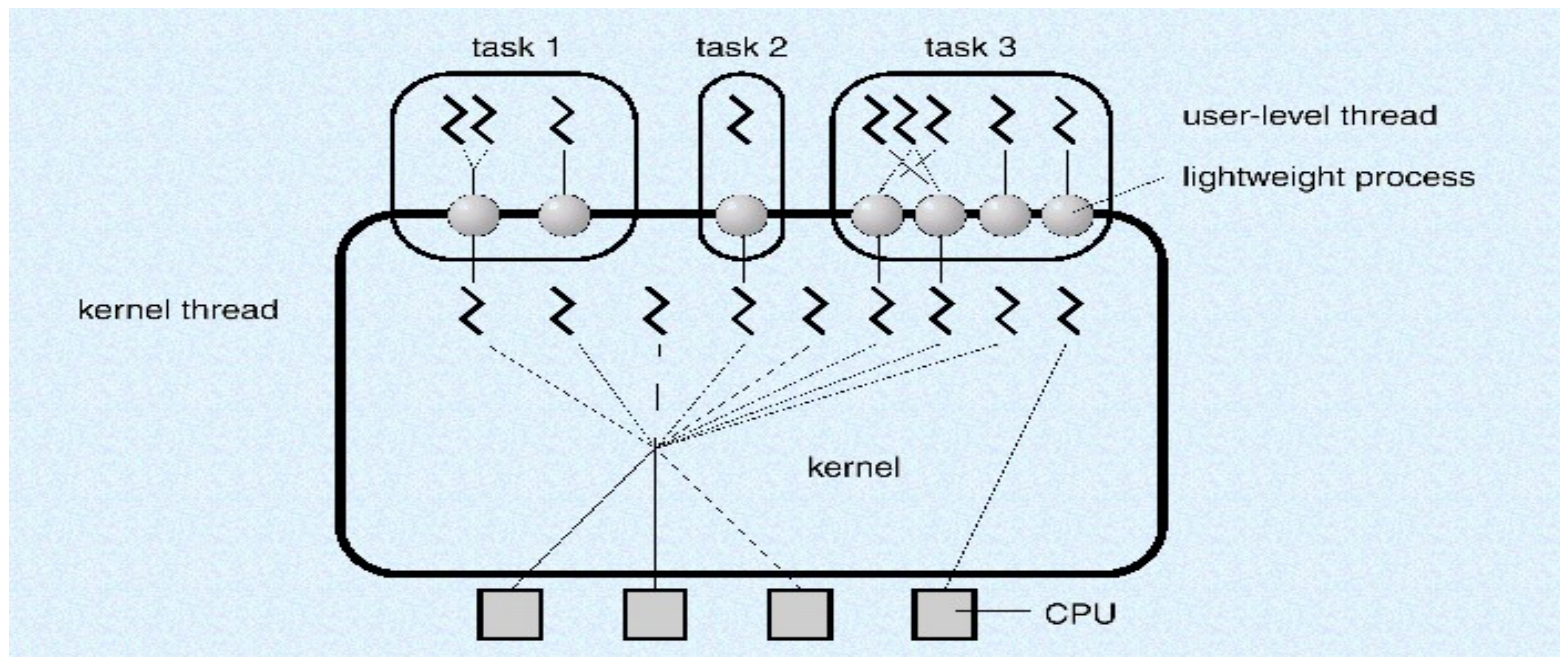 task 1
task 2
task 3
user-level thread
lightweight process
kernel thread
kernel
CPU